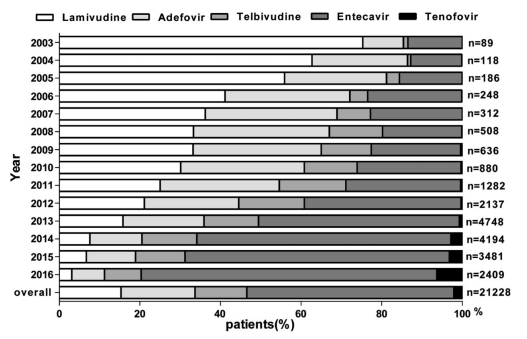 Lamivudine Adefovir Telbivudine Entecavir Tenofovir
2003 n=89
2004 n=118
2005 n=186
2006 n=248
2007 n=312
2008 n=508
2009 n=636
2010 n=880
2011 n=1282
2012 n=2137
2013 n=4748
2014 n=4194
2015 n=3481
2016 n=2409
overall n=21228
Year
0 20 40 60 80 100 %
patients(%)